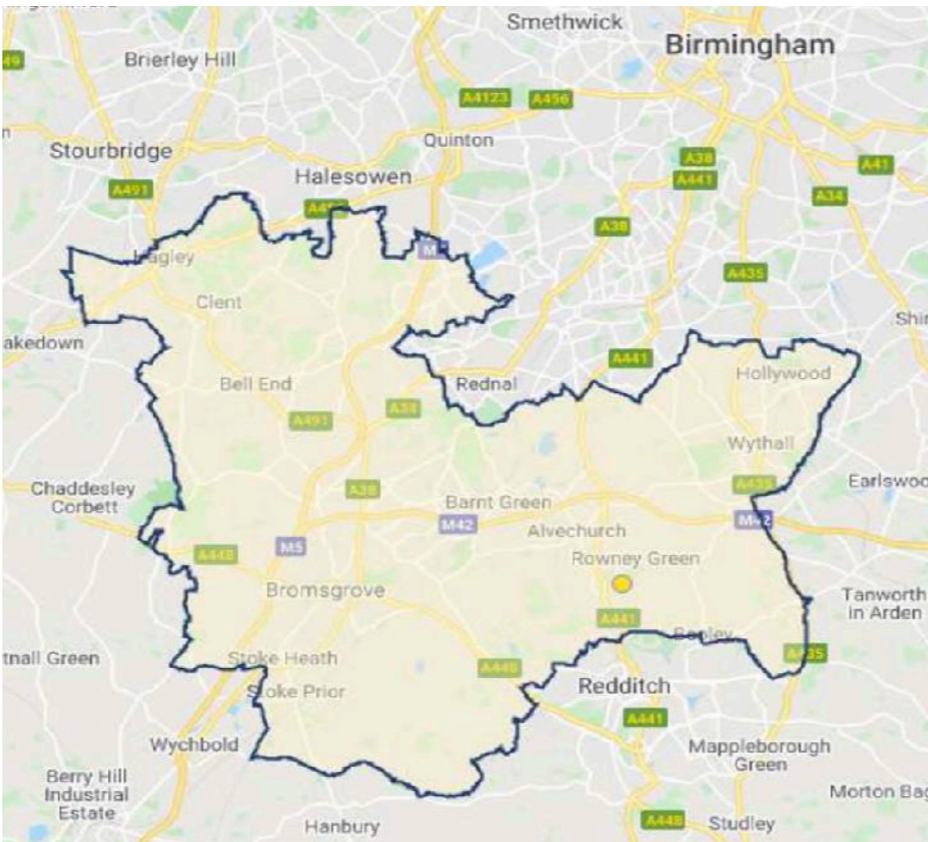 Smethwick
Birmingham
49
Brierley Hill
A4123
A456
Quinton
Stourbridge
A38
A41
A491
Halesowen
A441
A34
A38
Hagley
A435
Clent
akedown
A441
Bell End
Rednal
Hollywood
A38
A491
Wythall
Chaddesley
Corbett
A38
A435
Earlswoo
Barnt Green
M42
M42
Alvechurch
A448
M5
Rowney Green
Bromsgrove
Tanworth
in Arden
A441
tnall Green
Stoke Heath
A448
A435
Stoke Prior
Redditch
A441
Wychbold
Mappleborough
Green
Berry Hill
Industrial
Estate
Morton Bag
Hanbury
A448
Studley